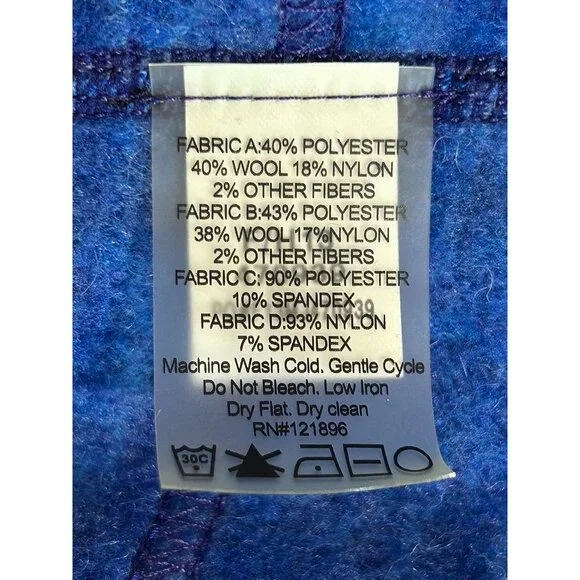 FABRIC A:40% POLYESTER
40% WOOL 18% NYLON
2% OTHER FIBERS
FABRIC B:43% POLYESTER
38% WOOL 17%NYLON
2% OTHER FIBERS
FABRIC C: 90% POLYESTER
10% SPANDEX
FABRIC D:93% NYLON
7% SPANDEX
Machine Wash Cold. Gentle Cycle
Do Not Bleach. Low Iron
Dry Flat. Dry clean
RN#121896
30C